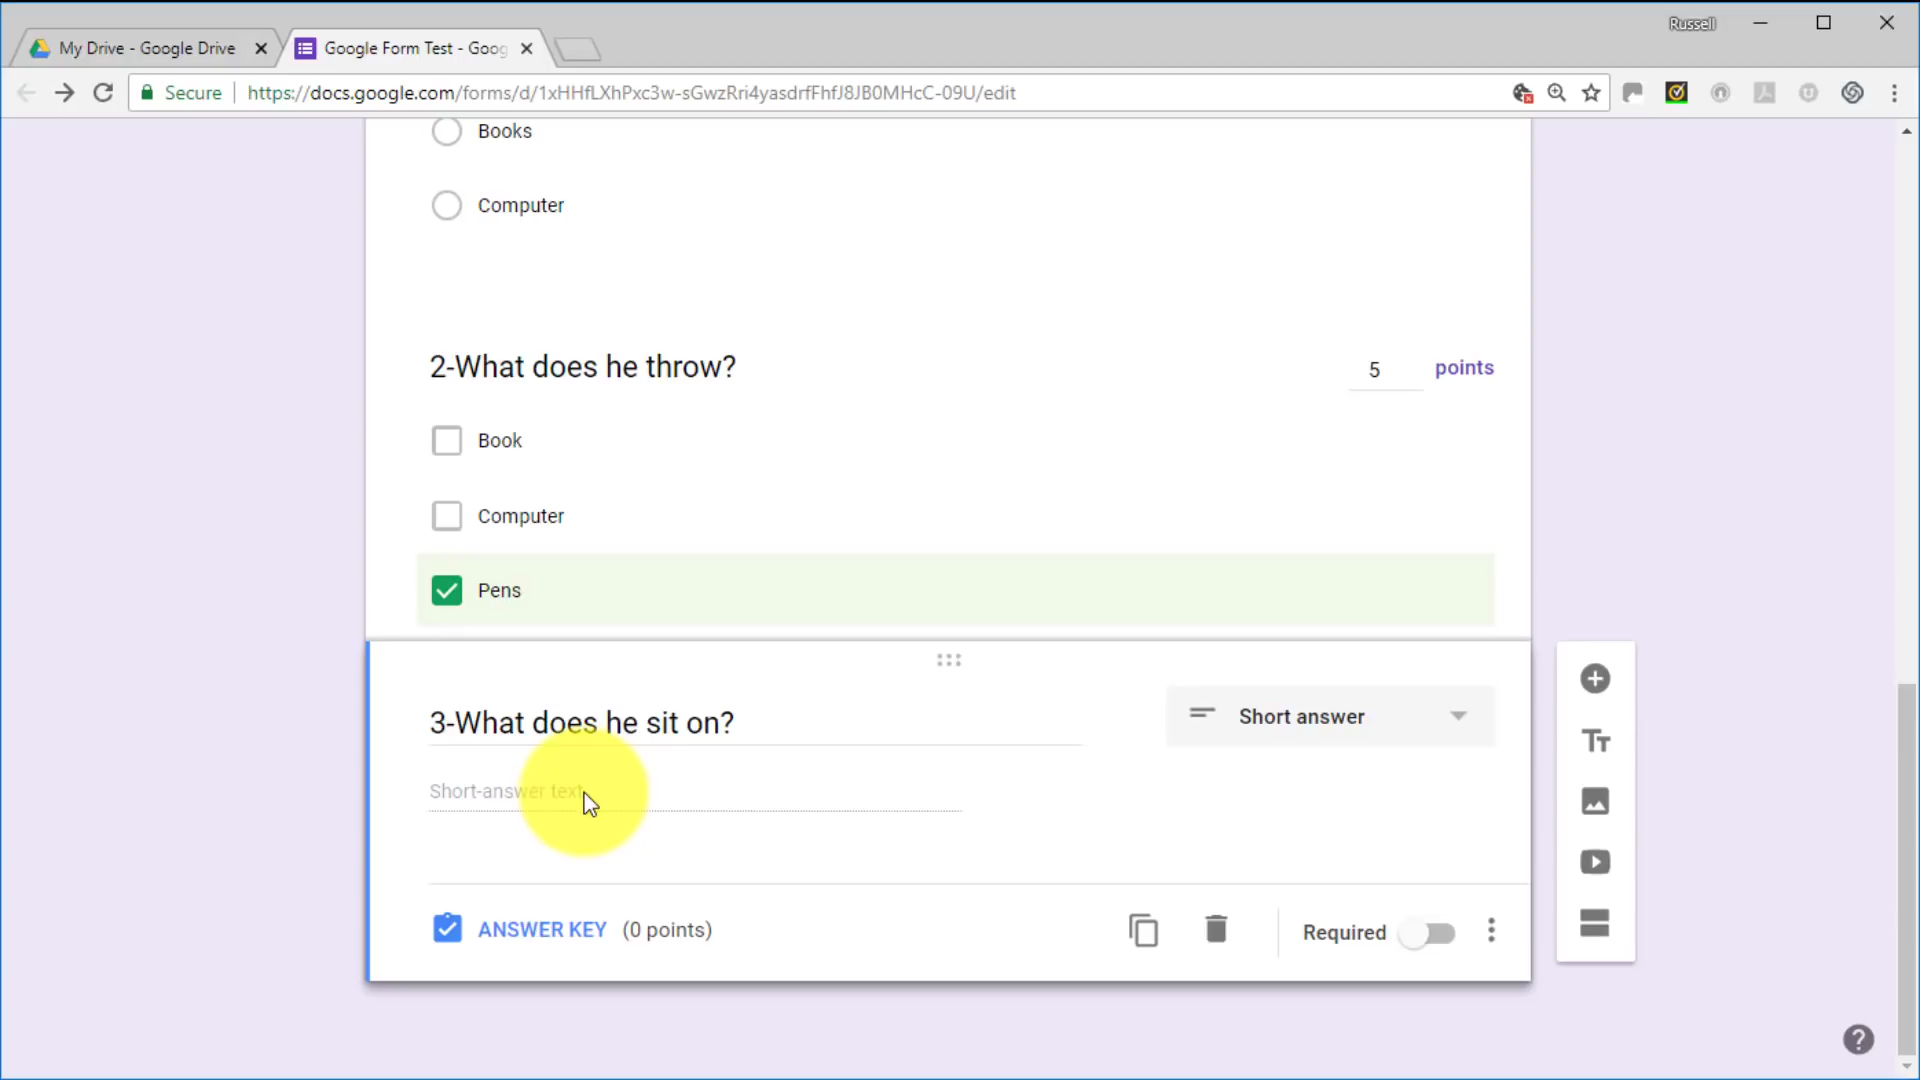 Russell
My Drive - Google Drive
Google Form Test - Goog
Secure
https://docs.google.com/forms/d/1xHHfLXhPxc3w-sGwzRri4yasdrfFhfJ8JB0MHcC-09U/edit
Books
Computer
2-What does he throw?
5 points
Book
Computer
Pens
3-What does he sit on?
Short answer
Tт
Short-answer text
ANSWER KEY (0 points)
Required
?